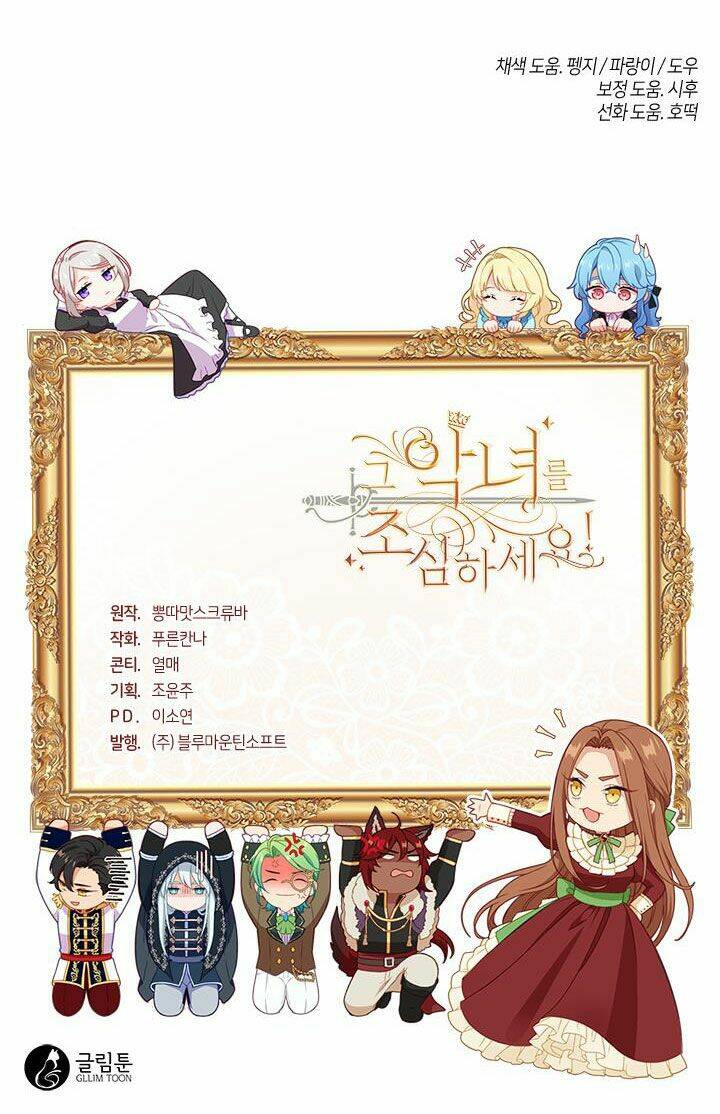 채색 도움. 펭지 / 파랑이 / 도우
보정 도움. 시후
선화 도움. 호떡
그 악녀를
조심하세요!
원작. 뽕따맛스크류바
작화. 푸른칸나
콘티. 열매
기획. 조윤주
PD. 이소연
발행. (주) 블루마운틴소프트
글림툰
GLLIM TOON